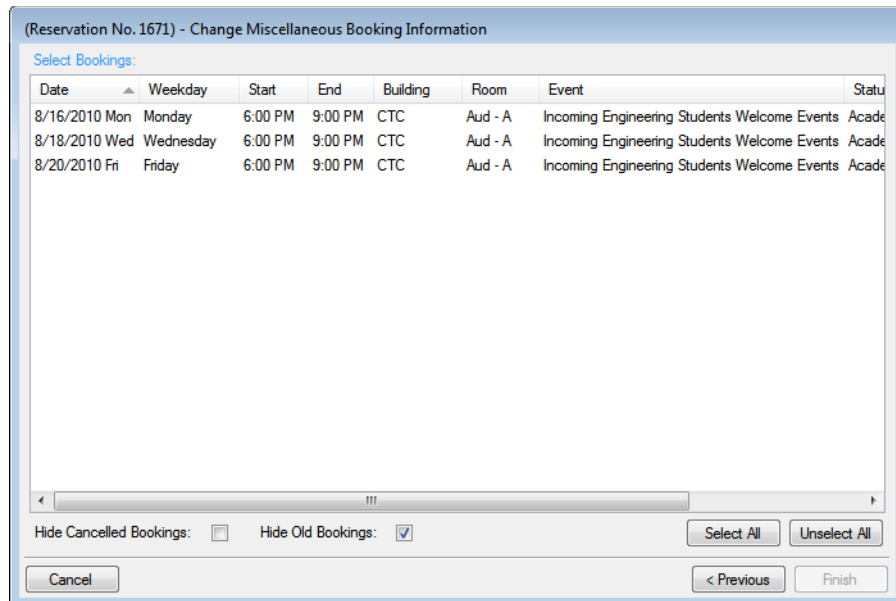 (Reservation No. 1671) - Change Miscellaneous Booking Information
Select Bookings:
Date Weekday Start End Building Room Event Statu
8/16/2010 Mon Monday 6:00 PM 9:00 PM CTC Aud - A Incoming Engineering Students Welcome Events Acade
8/18/2010 Wed Wednesday 6:00 PM 9:00 PM CTC Aud - A Incoming Engineering Students Welcome Events Acade
8/20/2010 Fri Friday 6:00 PM 9:00 PM CTC Aud - A Incoming Engineering Students Welcome Events Acade
Hide Cancelled Bookings: Hide Old Bookings: Select All Unselect All
Cancel < Previous Finish